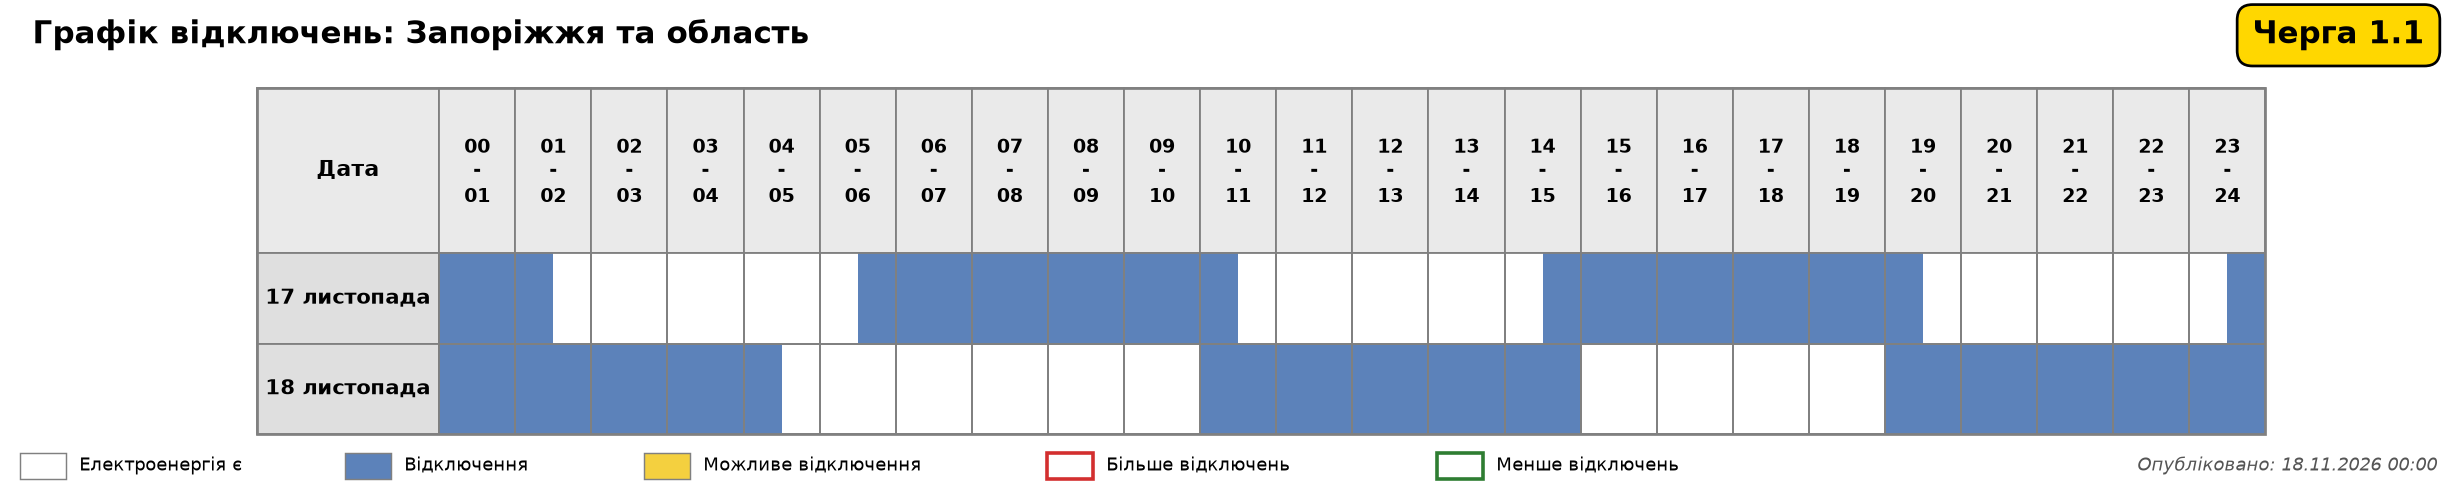 Графік відключень: Запоріжжя та область
Черга 1.1
Дата
00 - 01
01 - 02
02 - 03
03 - 04
04 - 05
05 - 06
06 - 07
07 - 08
08 - 09
09 - 10
10 - 11
11 - 12
12 - 13
13 - 14
14 - 15
15 - 16
16 - 17
17 - 18
18 - 19
19 - 20
20 - 21
21 - 22
22 - 23
23 - 24
17 листопада
18 листопада
Електроенергія є
Відключення
Можливе відключення
Більше відключень
Менше відключень
Опубліковано: 18.11.2026 00:00